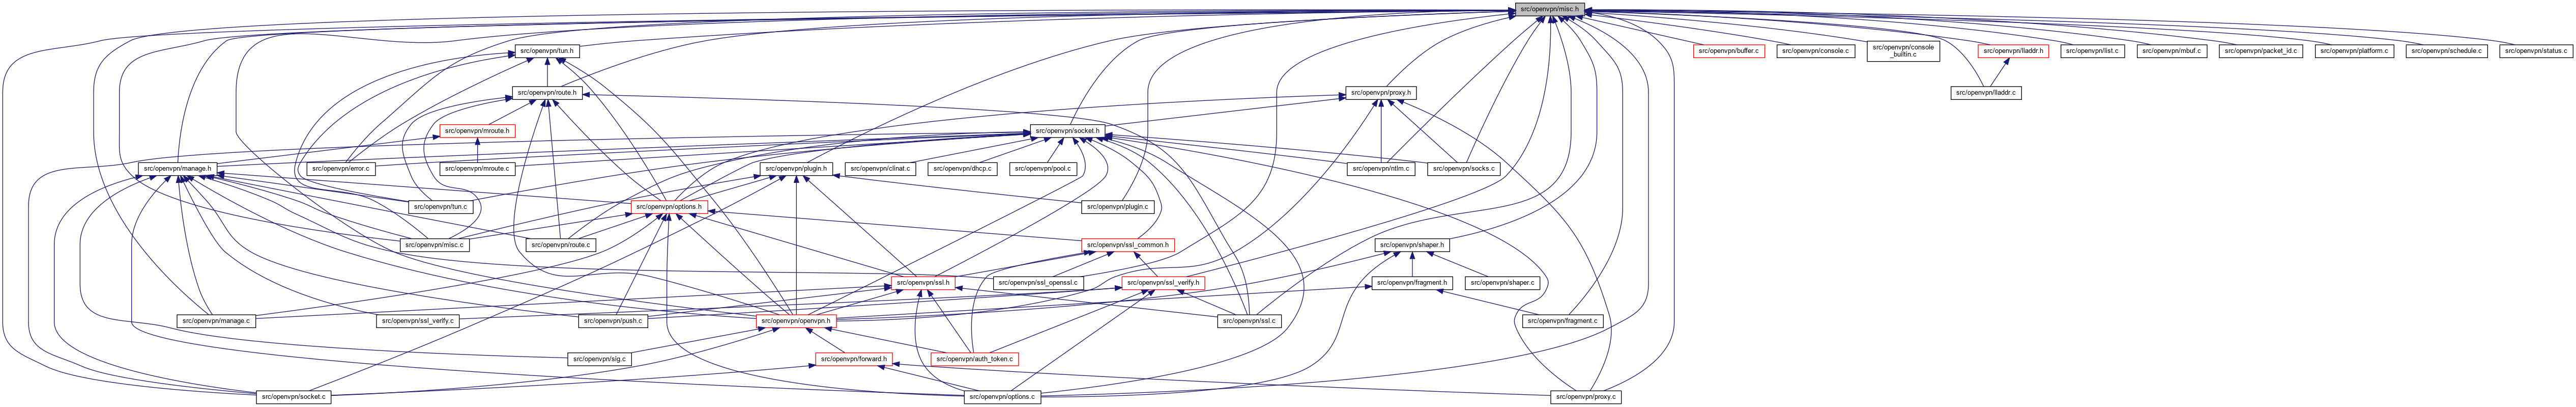 src/openvpn/misc.h
src/openvpn/tun.h
src/openvpn/buffer.c
src/openvpn/console.c
src/openvpn/console
_builtin.c
src/openvpn/lladdr.h
src/openvpn/list.c
src/openvpn/mbuf.c
src/openvpn/packet_id.c
src/openvpn/platform.c
src/openvpn/schedule.c
src/openvpn/status.c
src/openvpn/route.h
src/openvpn/proxy.h
src/openvpn/lladdr.c
src/openvpn/mroute.h
src/openvpn/socket.h
src/openvpn/manage.h
src/openvpn/error.c
src/openvpn/mroute.c
src/openvpn/plugin.h
src/openvpn/clinat.c
src/openvpn/dhcp.c
src/openvpn/pool.c
src/openvpn/ntlm.c
src/openvpn/socks.c
src/openvpn/tun.c
src/openvpn/options.h
src/openvpn/plugin.c
src/openvpn/misc.c
src/openvpn/route.c
src/openvpn/ssl_common.h
src/openvpn/shaper.h
src/openvpn/ssl.h
src/openvpn/ssl_openssl.c
src/openvpn/ssl_verify.h
src/openvpn/fragment.h
src/openvpn/shaper.c
src/openvpn/manage.c
src/openvpn/ssl_verify.c
src/openvpn/push.c
src/openvpn/openvpn.h
src/openvpn/ssl.c
src/openvpn/fragment.c
src/openvpn/sig.c
src/openvpn/forward.h
src/openvpn/auth_token.c
src/openvpn/socket.c
src/openvpn/options.c
src/openvpn/proxy.c